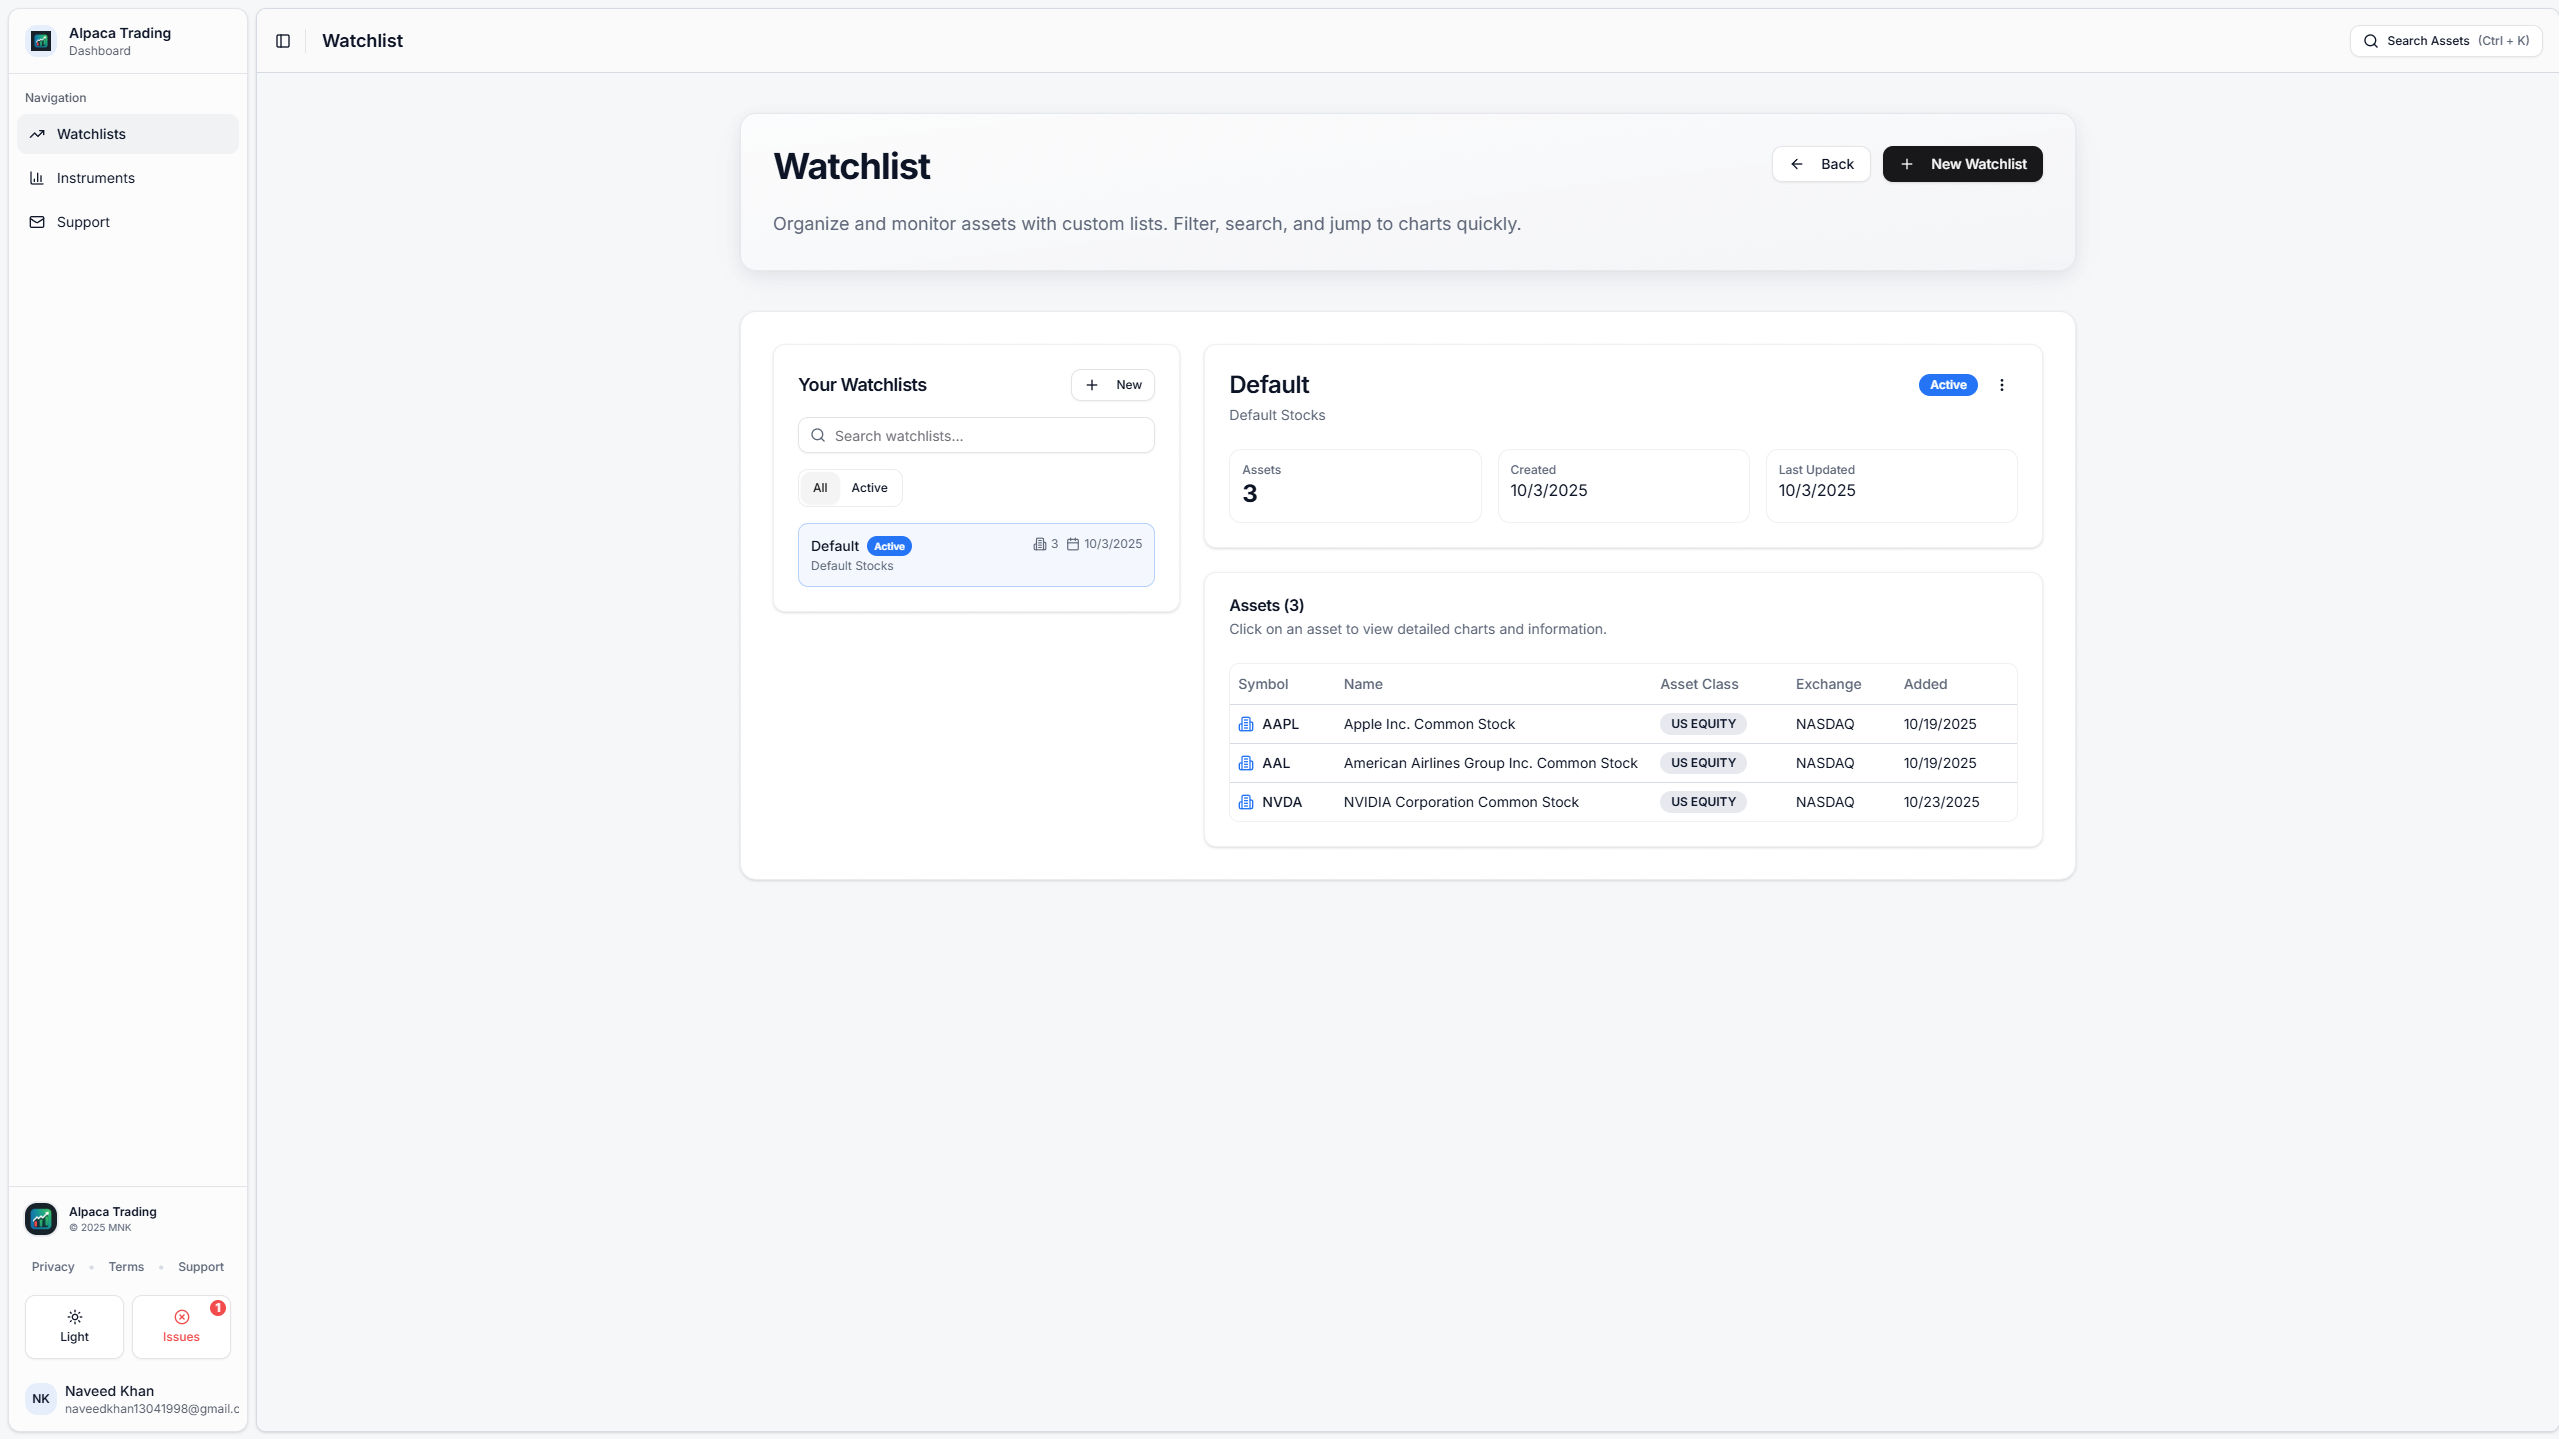 Alpaca Trading
Dashboard
Navigation
Watchlists
Instruments
Support
Alpaca Trading
© 2025 MNK
Privacy • Terms • Support
Light
Issues
1
NK
Naveed Khan
naveedkhan13041998@gmail.c
Watchlist
Search Assets (Ctrl + K)
Watchlist
Back
New Watchlist
Organize and monitor assets with custom lists. Filter, search, and jump to charts quickly.
Your Watchlists
New
Search watchlists...
All Active
Default Active 3 10/3/2025
Default Stocks
Default
Active
Default Stocks
Assets
3
Created
10/3/2025
Last Updated
10/3/2025
Assets (3)
Click on an asset to view detailed charts and information.
Symbol Name Asset Class Exchange Added
AAPL Apple Inc. Common Stock US EQUITY NASDAQ 10/19/2025
AAL American Airlines Group Inc. Common Stock US EQUITY NASDAQ 10/19/2025
NVDA NVIDIA Corporation Common Stock US EQUITY NASDAQ 10/23/2025